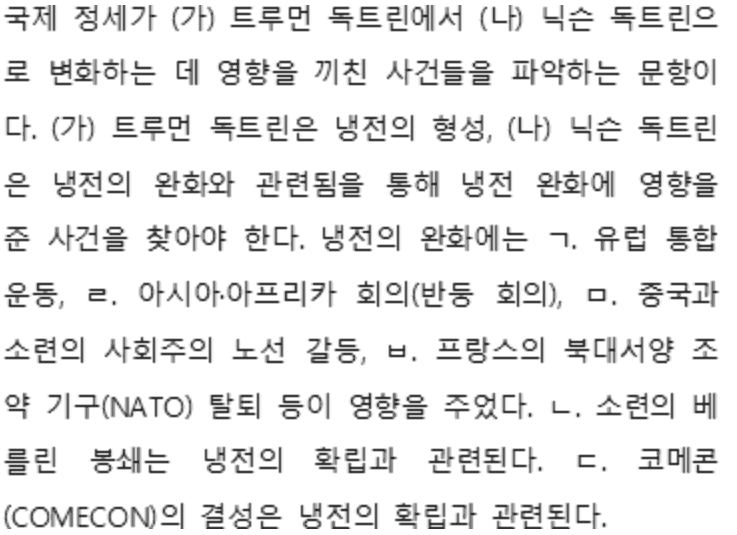 국제 정세가 (가) 트루먼 독트린에서 (나) 닉슨 독트린으
로 변화하는 데 영향을 끼친 사건들을 파악하는 문항이
다. (가) 트루먼 독트린은 냉전의 형성, (나) 닉슨 독트린
은 냉전의 완화와 관련됨을 통해 냉전 완화에 영향을
준 사건을 찾아야 한다. 냉전의 완화에는 ㄱ. 유럽 통합
운동, ㄹ. 아시아·아프리카 회의(반둥 회의), ㅁ. 중국과
소련의 사회주의 노선 갈등, ㅂ. 프랑스의 북대서양 조
약 기구(NATO) 탈퇴 등이 영향을 주었다. ㄴ. 소련의 베
를린 봉쇄는 냉전의 확립과 관련된다. ㄷ. 코메콘
(COMECON)의 결성은 냉전의 확립과 관련된다.